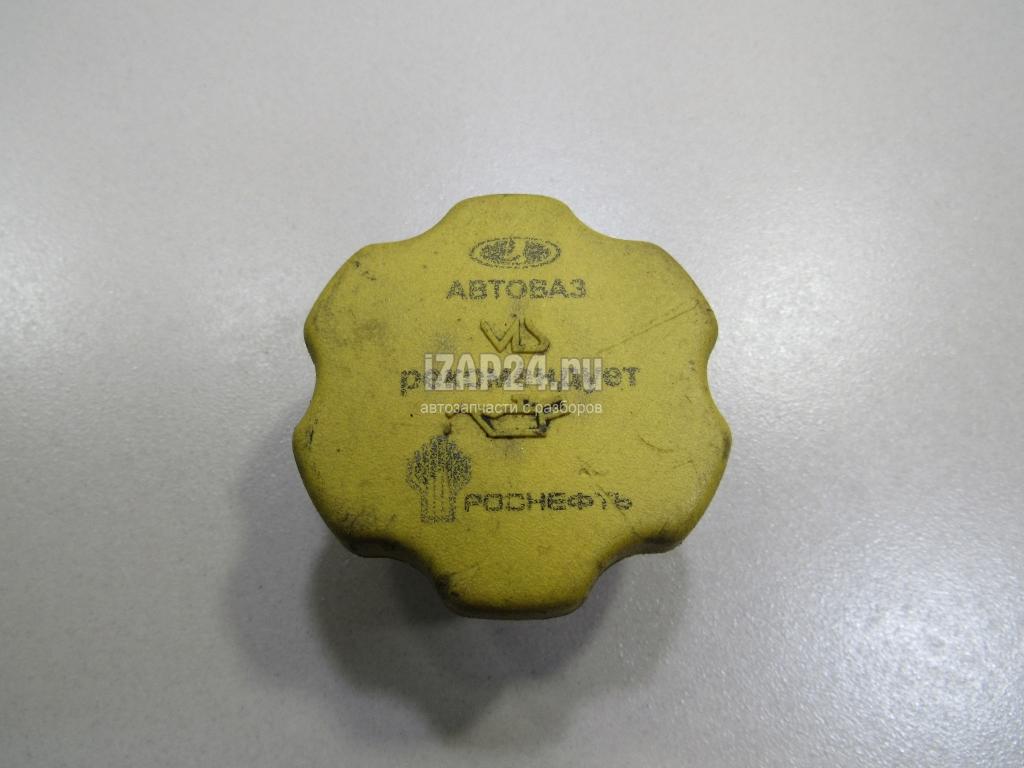 АВТОВАЗ
рекомендует
iZAP24.ru
автозапчасти с разборов
РОСНЕФТЬ